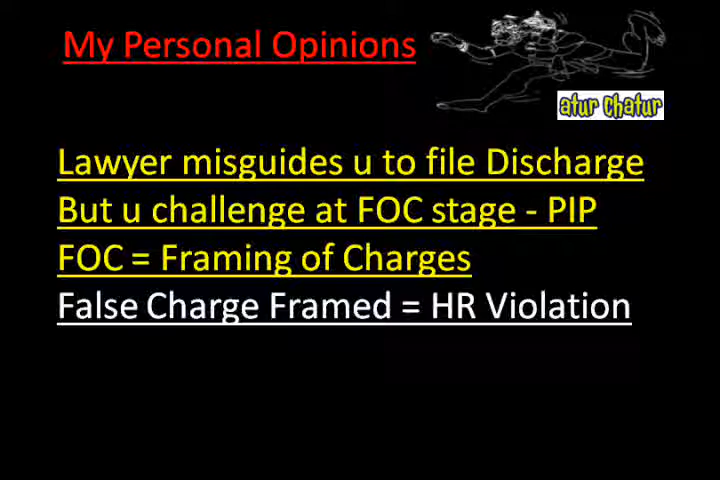 My Personal Opinions
atur chatur
Lawyer misguides u to file Discharge
But u challenge at FOC stage - PIP
FOC = Framing of Charges
False Charge Framed = HR Violation